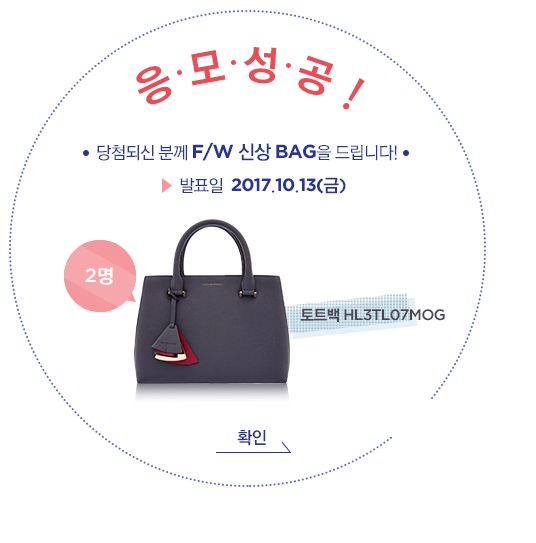 응·모·성·공!
• 당첨되신 분께 F/W 신상 BAG을 드립니다! •
▶ 발표일 2017.10.13(금)
2명
토트백 HL3TL07MOG
확인